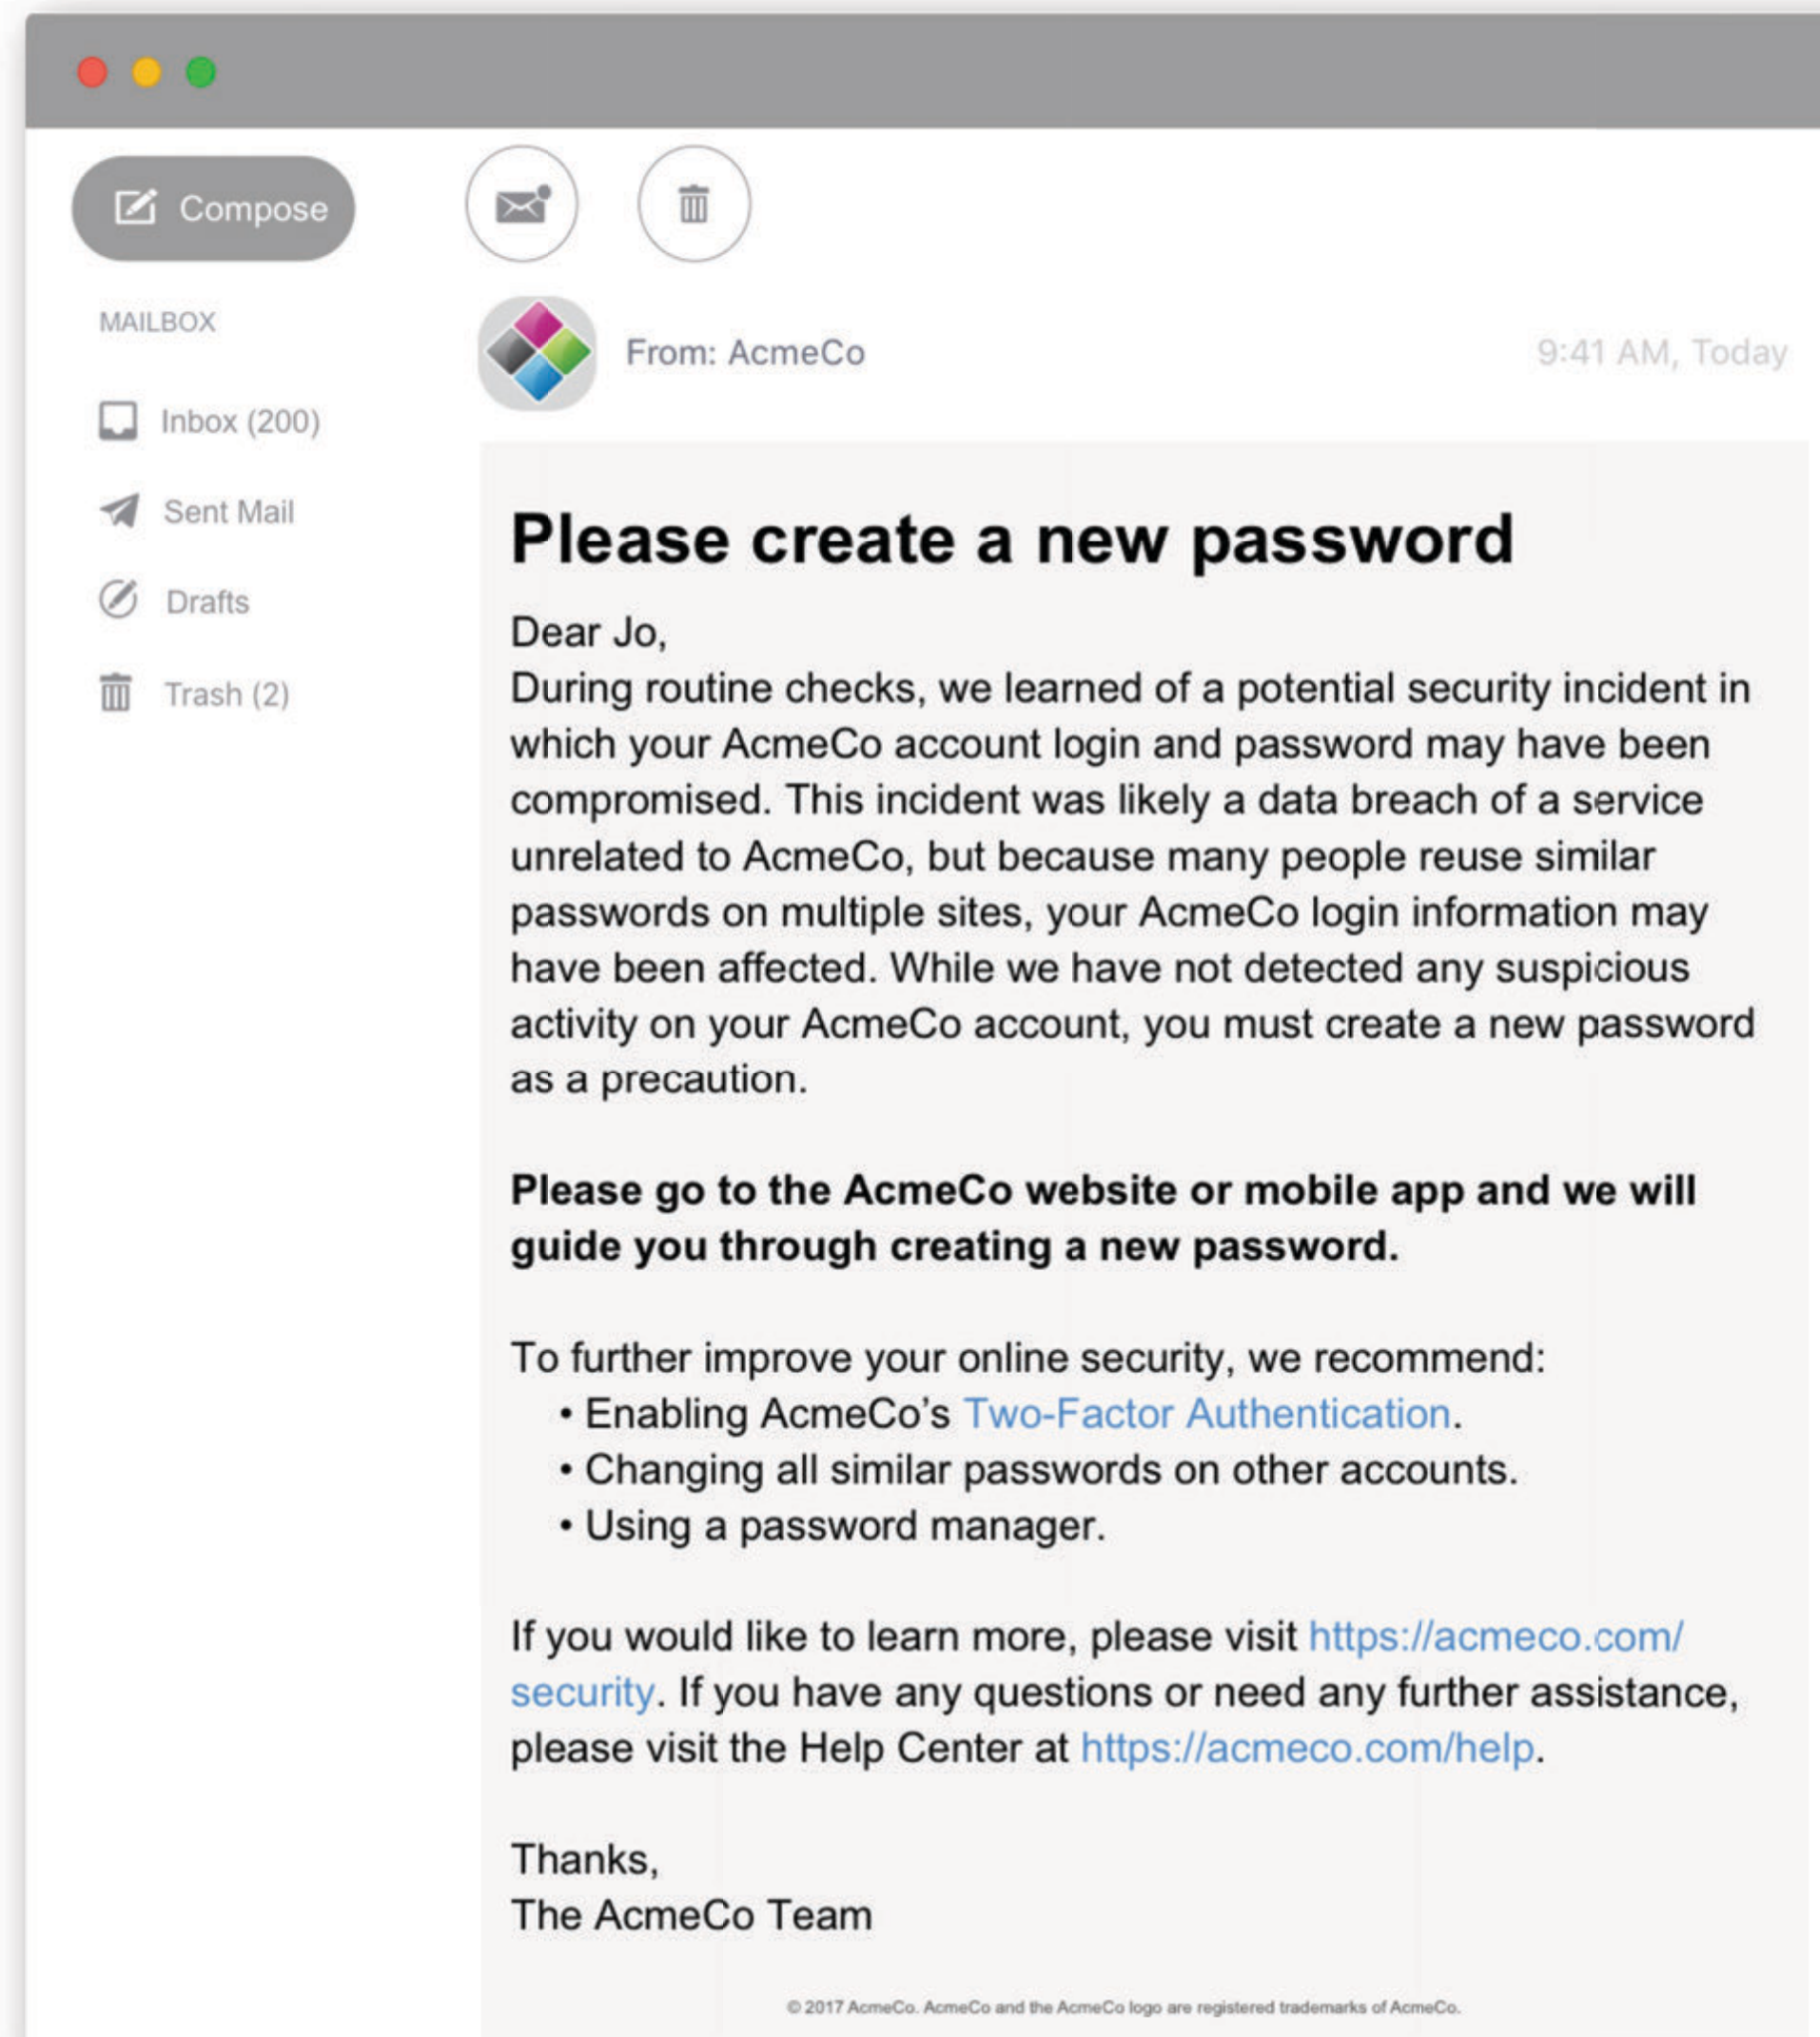 Compose
MAILBOX
From: AcmeCo
9:41 AM, Today
Inbox (200)
Sent Mail
Drafts
Trash (2)
Please create a new password
Dear Jo,
During routine checks, we learned of a potential security incident in
which your AcmeCo account login and password may have been
compromised. This incident was likely a data breach of a service
unrelated to AcmeCo, but because many people reuse similar
passwords on multiple sites, your AcmeCo login information may
have been affected. While we have not detected any suspicious
activity on your AcmeCo account, you must create a new password
as a precaution.
Please go to the AcmeCo website or mobile app and we will
guide you through creating a new password.
To further improve your online security, we recommend:
• Enabling AcmeCo’s Two-Factor Authentication.
• Changing all similar passwords on other accounts.
• Using a password manager.
If you would like to learn more, please visit https://acmeco.com/
security. If you have any questions or need any further assistance,
please visit the Help Center at https://acmeco.com/help.
Thanks,
The AcmeCo Team
© 2017 AcmeCo. AcmeCo and the AcmeCo logo are registered trademarks of AcmeCo.